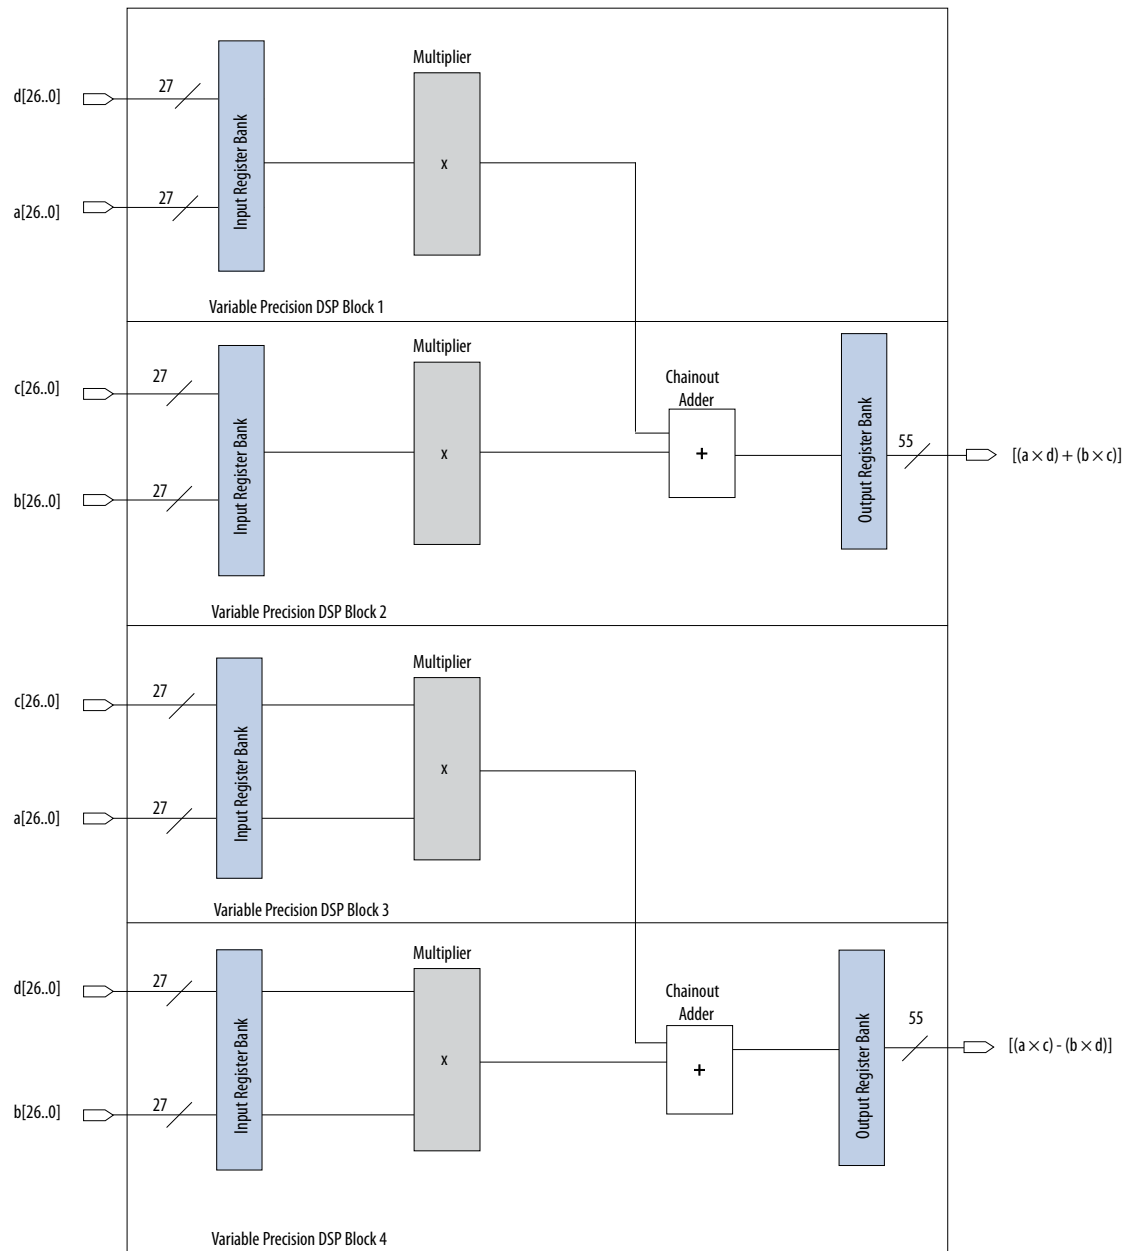 Multiplier
27
d[26..0]
Input Register Bank
x
27
a[26..0]
Variable Precision DSP Block 1
Multiplier
27
c[26..0]
Input Register Bank
x
Chainout
Adder
+
Output Register Bank
55
[(a × d) + (b × c)]
27
b[26..0]
Variable Precision DSP Block 2
Multiplier
27
c[26..0]
Input Register Bank
x
27
a[26..0]
Variable Precision DSP Block 3
Multiplier
27
d[26..0]
Input Register Bank
x
Chainout
Adder
+
Output Register Bank
55
[(a × c) - (b × d)]
27
b[26..0]
Variable Precision DSP Block 4